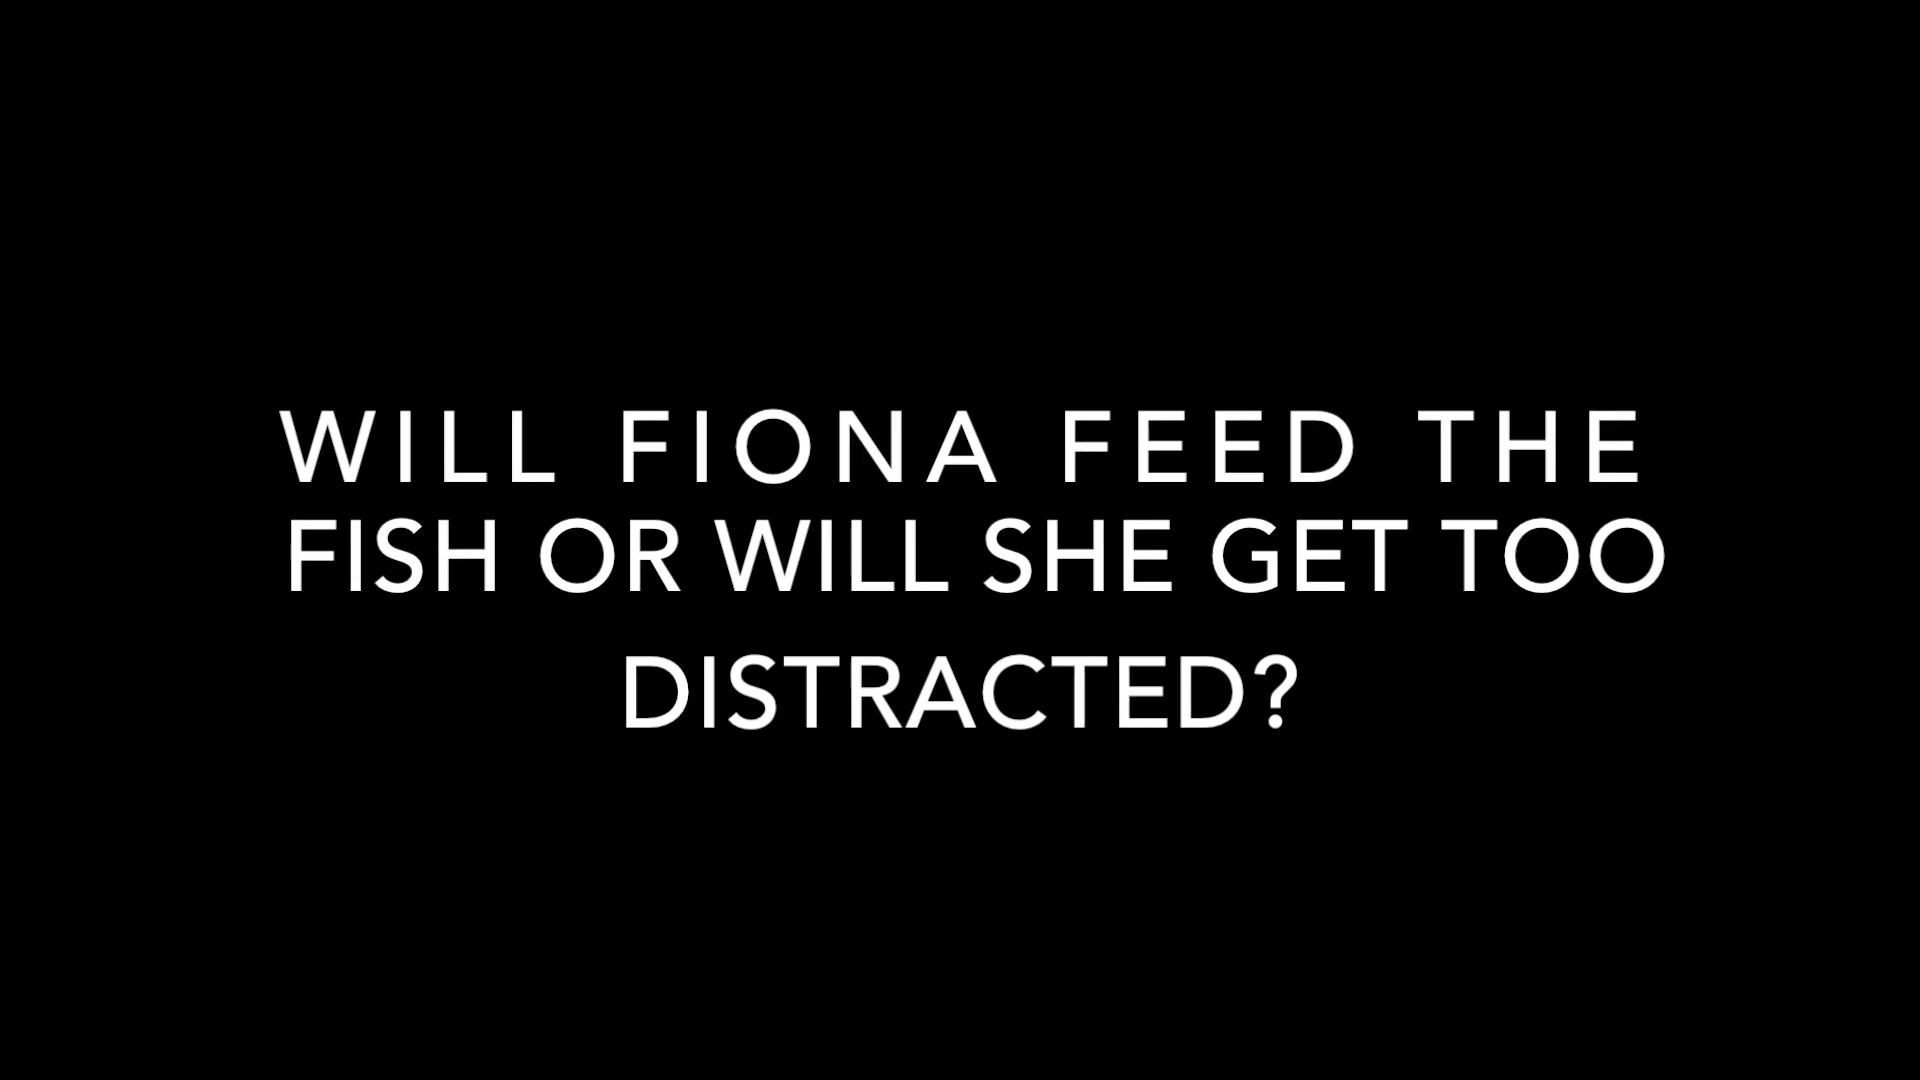 WILL FIONA FEED THE
FISH OR WILL SHE GET TOO
DISTRACTED?